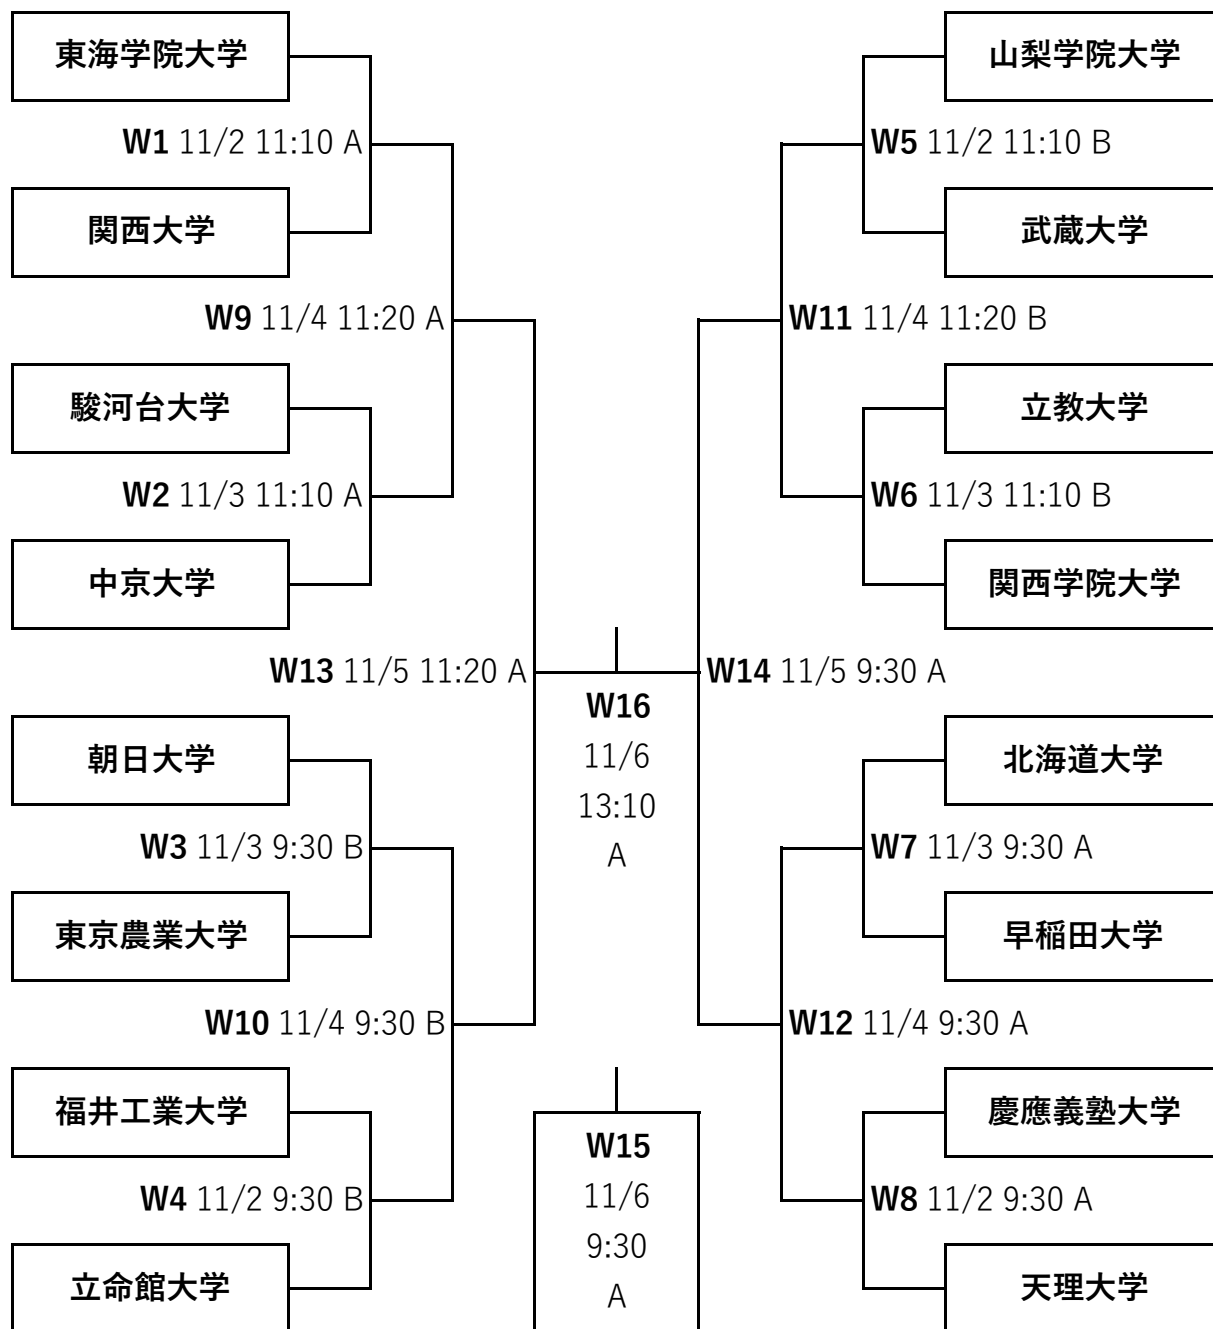 東海学院大学
W1 11/2 11:10 A
関西大学
W9 11/4 11:20 A
駿河台大学
W2 11/3 11:10 A
中京大学
W13 11/5 11:20 A
朝日大学
W3 11/3 9:30 B
東京農業大学
W10 11/4 9:30 B
福井工業大学
W4 11/2 9:30 B
立命館大学
W16
11/6
13:10
A
W15
11/6
9:30
A
山梨学院大学
W5 11/2 11:10 B
武蔵大学
W11 11/4 11:20 B
立教大学
W6 11/3 11:10 B
関西学院大学
W14 11/5 9:30 A
北海道大学
W7 11/3 9:30 A
早稲田大学
W12 11/4 9:30 A
慶應義塾大学
W8 11/2 9:30 A
天理大学